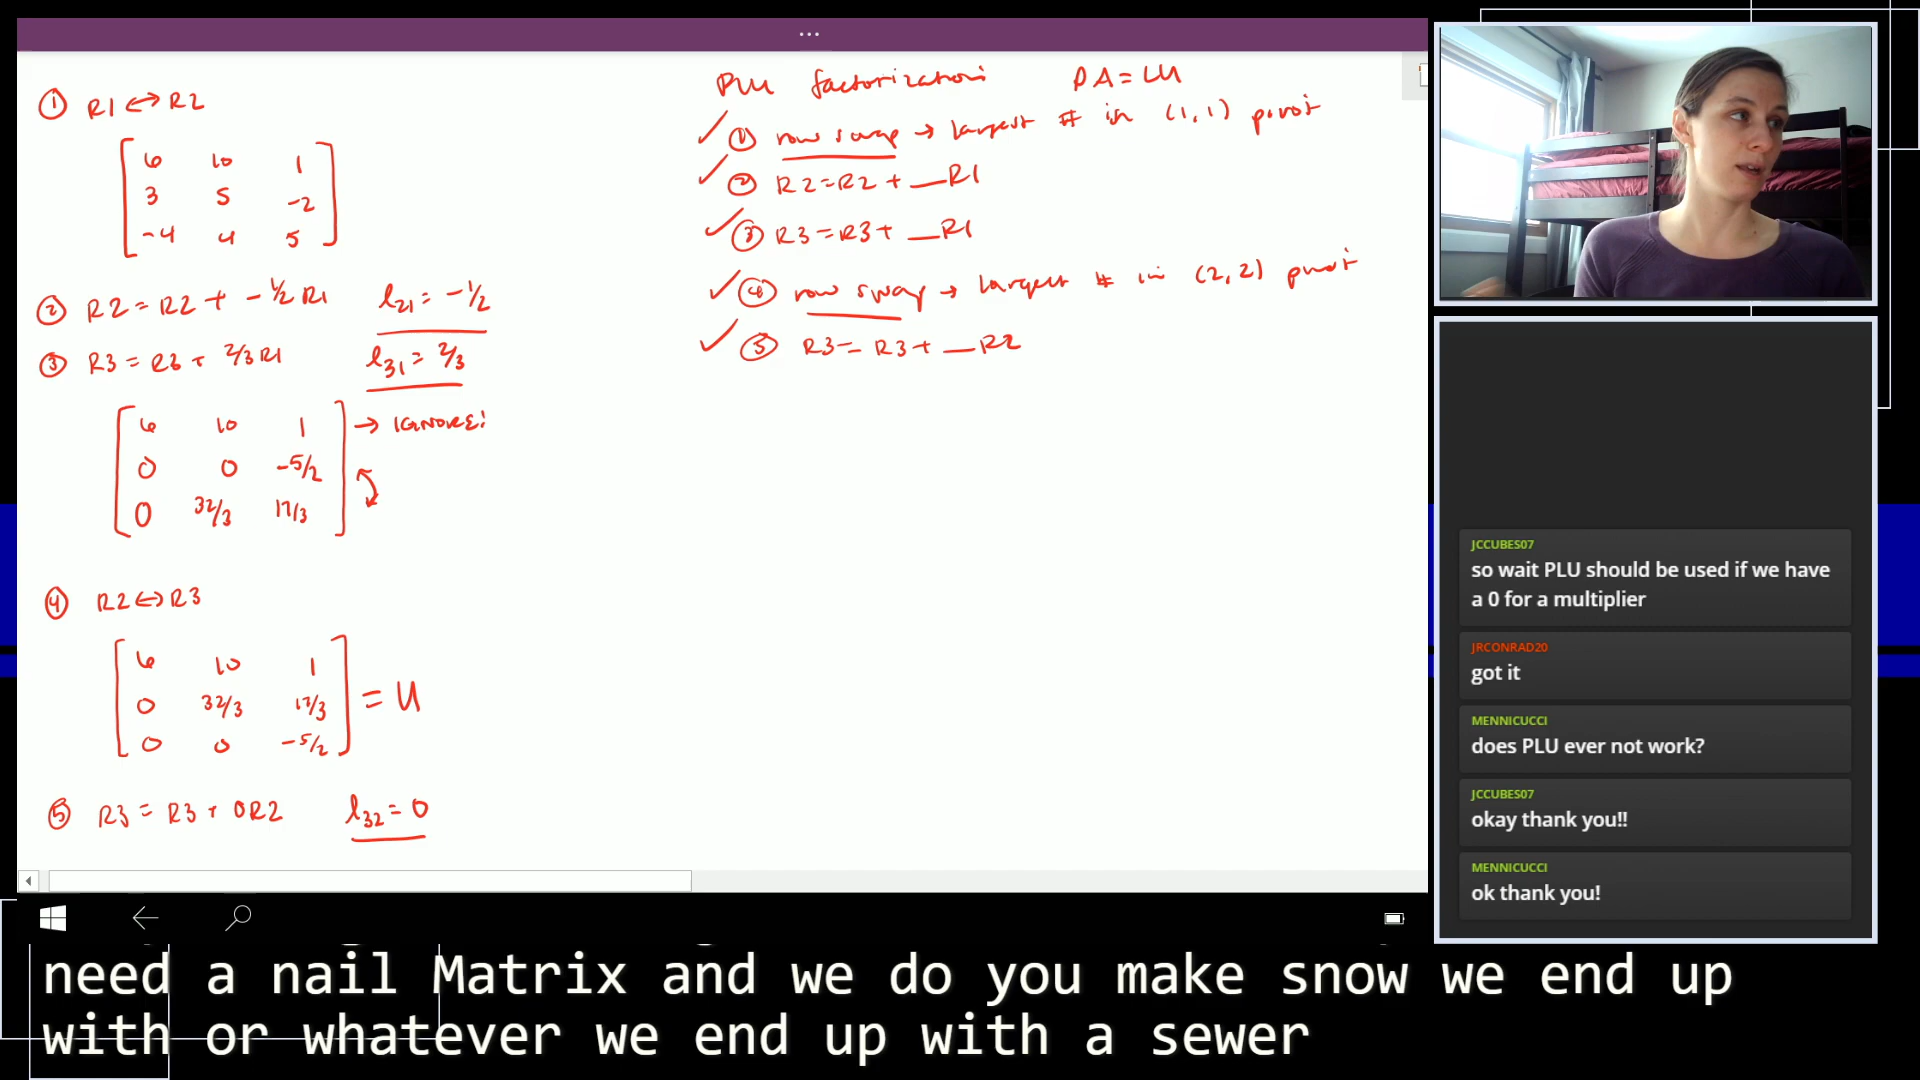 ...
① R1 ↔ R2
6 10 1
3 5 -2
-4 4 5
② R2 = R2 + -1/2 R1 l21 = -1/2
③ R3 = R3 + 2/3 R1 l31 = 2/3
6 10 1 → IGNORE!
0 0 -5/2
0 32/3 17/3
④ R2 ↔ R3
6 10 1
0 32/3 17/3 = U
0 0 -5/2
⑤ R3 = R3 + 0R2 l32 = 0
PLU factorization PA = LU
✓ ① row swap → largest # in (1,1) pivot
✓ ② R2 = R2 + __R1
✓ ③ R3 = R3 + __R1
✓ ④ row swap → largest # in (2,2) pivot
✓ ⑤ R3 = R3 + __R2
JCCUBES07
so wait PLU should be used if we have
a 0 for a multiplier
JRCONRAD20
got it
MENNICUCCI
does PLU ever not work?
JCCUBES07
okay thank you!!
MENNICUCCI
ok thank you!
need a nail Matrix and we do you make snow we end up
with or whatever we end up with a sewer